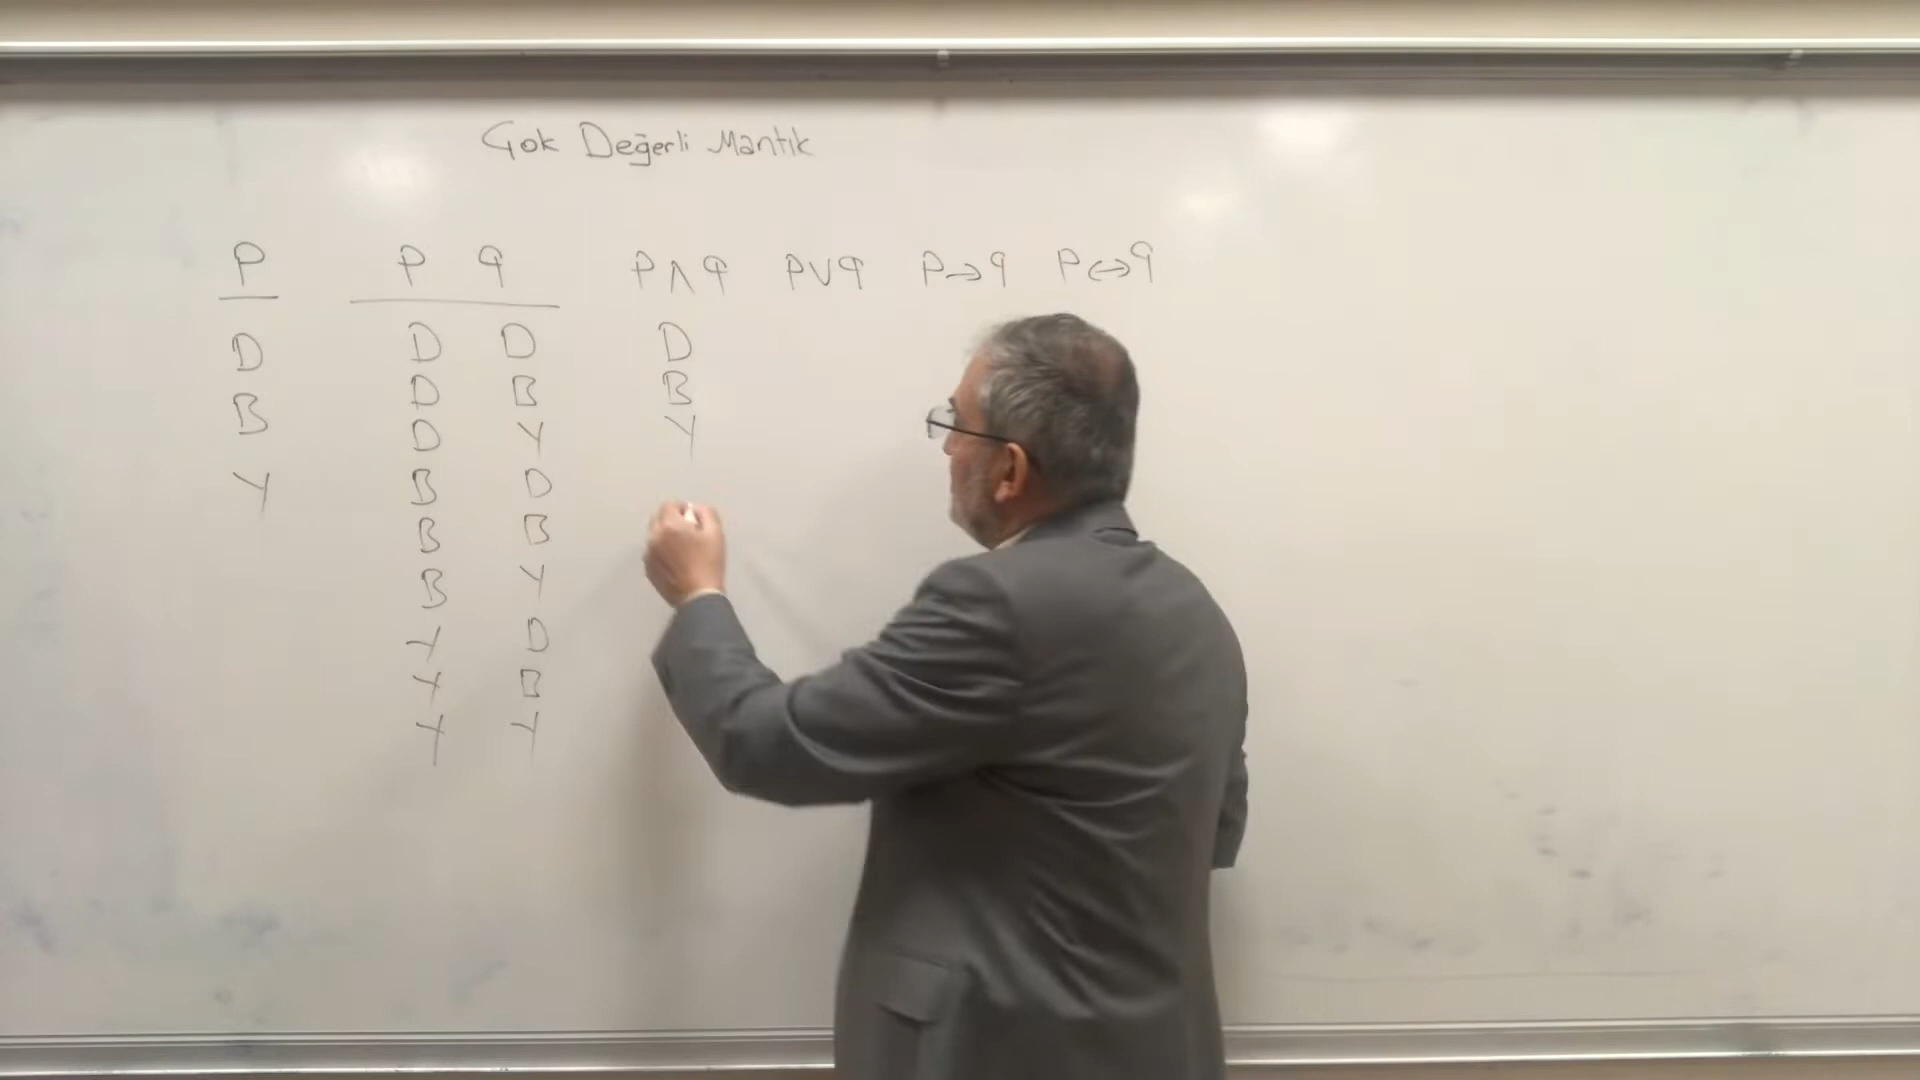 Çok Değerli Mantık
P P q P∧q P∨q P→q P↔q
D D D D
B D B B
D Y Y
Y B D
B B
B Y
Y D
Y B
Y Y